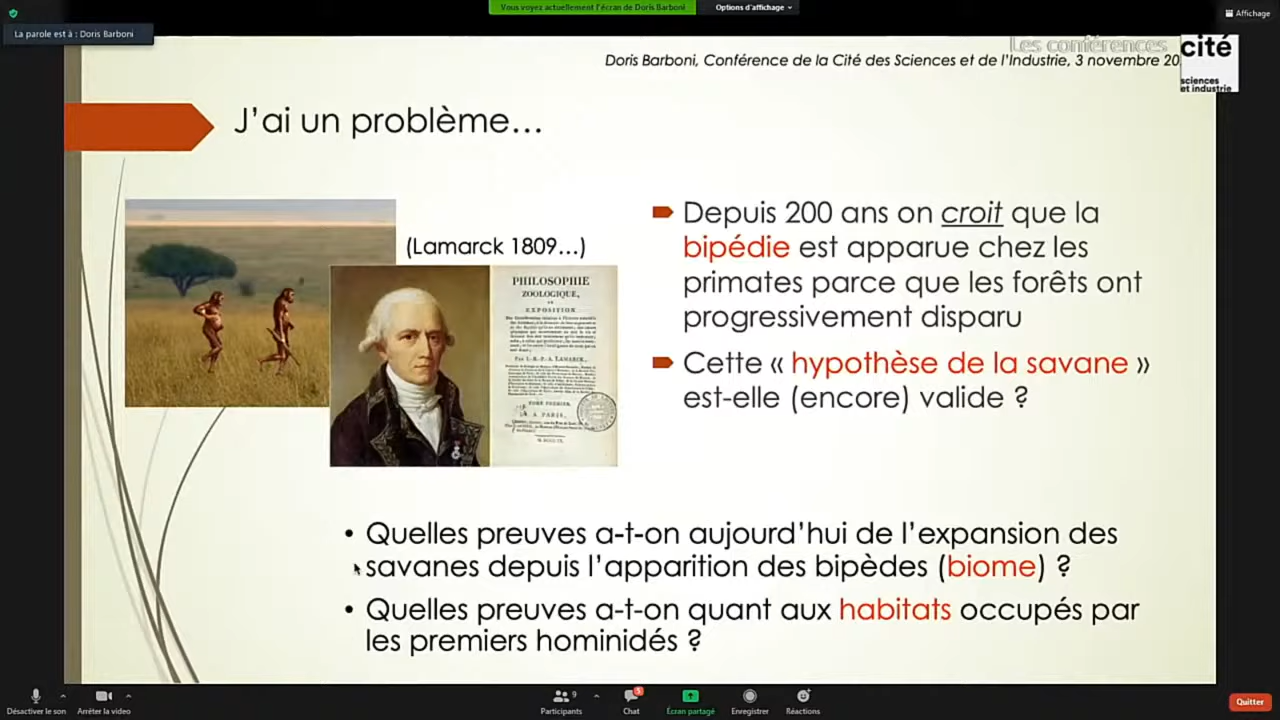 Vous voyez actuellement l'écran de Doris Barboni
Options d'affichage
Affichage
La parole est à : Doris Barboni
Les conférences
cité
sciences
et industrie
Doris Barboni, Conférence de la Cité des Sciences et de l'Industrie, 3 novembre 20
J'ai un problème…
(Lamarck 1809…)
PHILOSOPHIE
ZOOLOGIQUE,
EXPOSITION
Depuis 200 ans on croit que la
bipédie est apparue chez les
primates parce que les forêts ont
progressivement disparu
Cette « hypothèse de la savane »
est-elle (encore) valide ?
• Quelles preuves a-t-on aujourd'hui de l'expansion des
savanes depuis l'apparition des bipèdes (biome) ?
• Quelles preuves a-t-on quant aux habitats occupés par
les premiers hominidés ?
Désactiver le son
Arrêter la vidéo
Participants
9
Chat
5
Écran partagé
Enregistrer
Réactions
Quitter